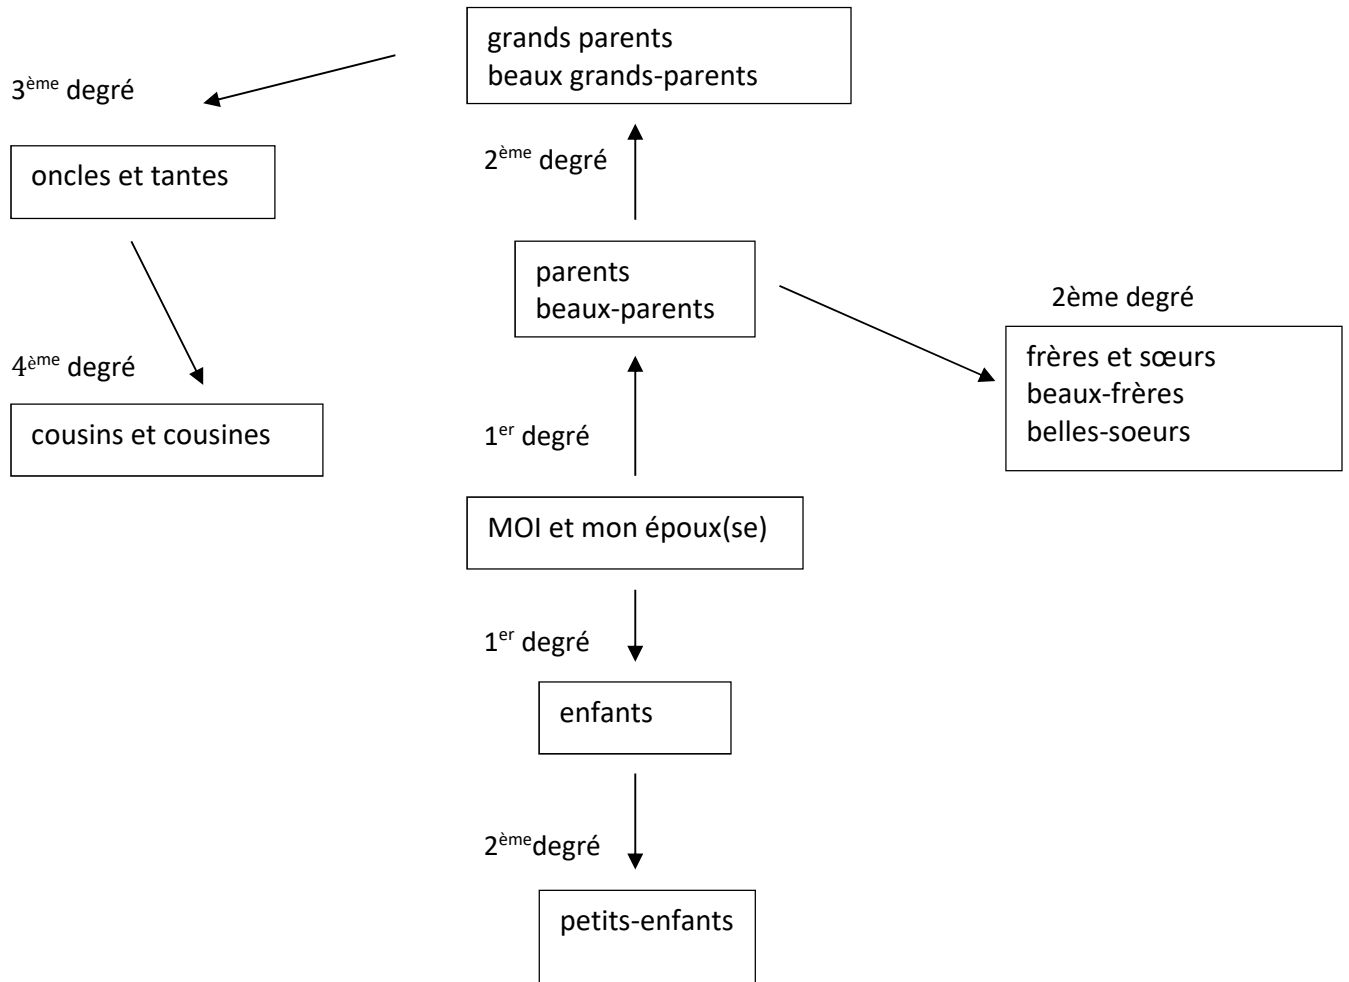 grands parents
beaux grands-parents
3ème degré
2ème degré
oncles et tantes
parents
beaux-parents
2ème degré
frères et sœurs
beaux-frères
belles-soeurs
4ème degré
cousins et cousines
1er degré
MOI et mon époux(se)
1er degré
enfants
2èmedegré
petits-enfants